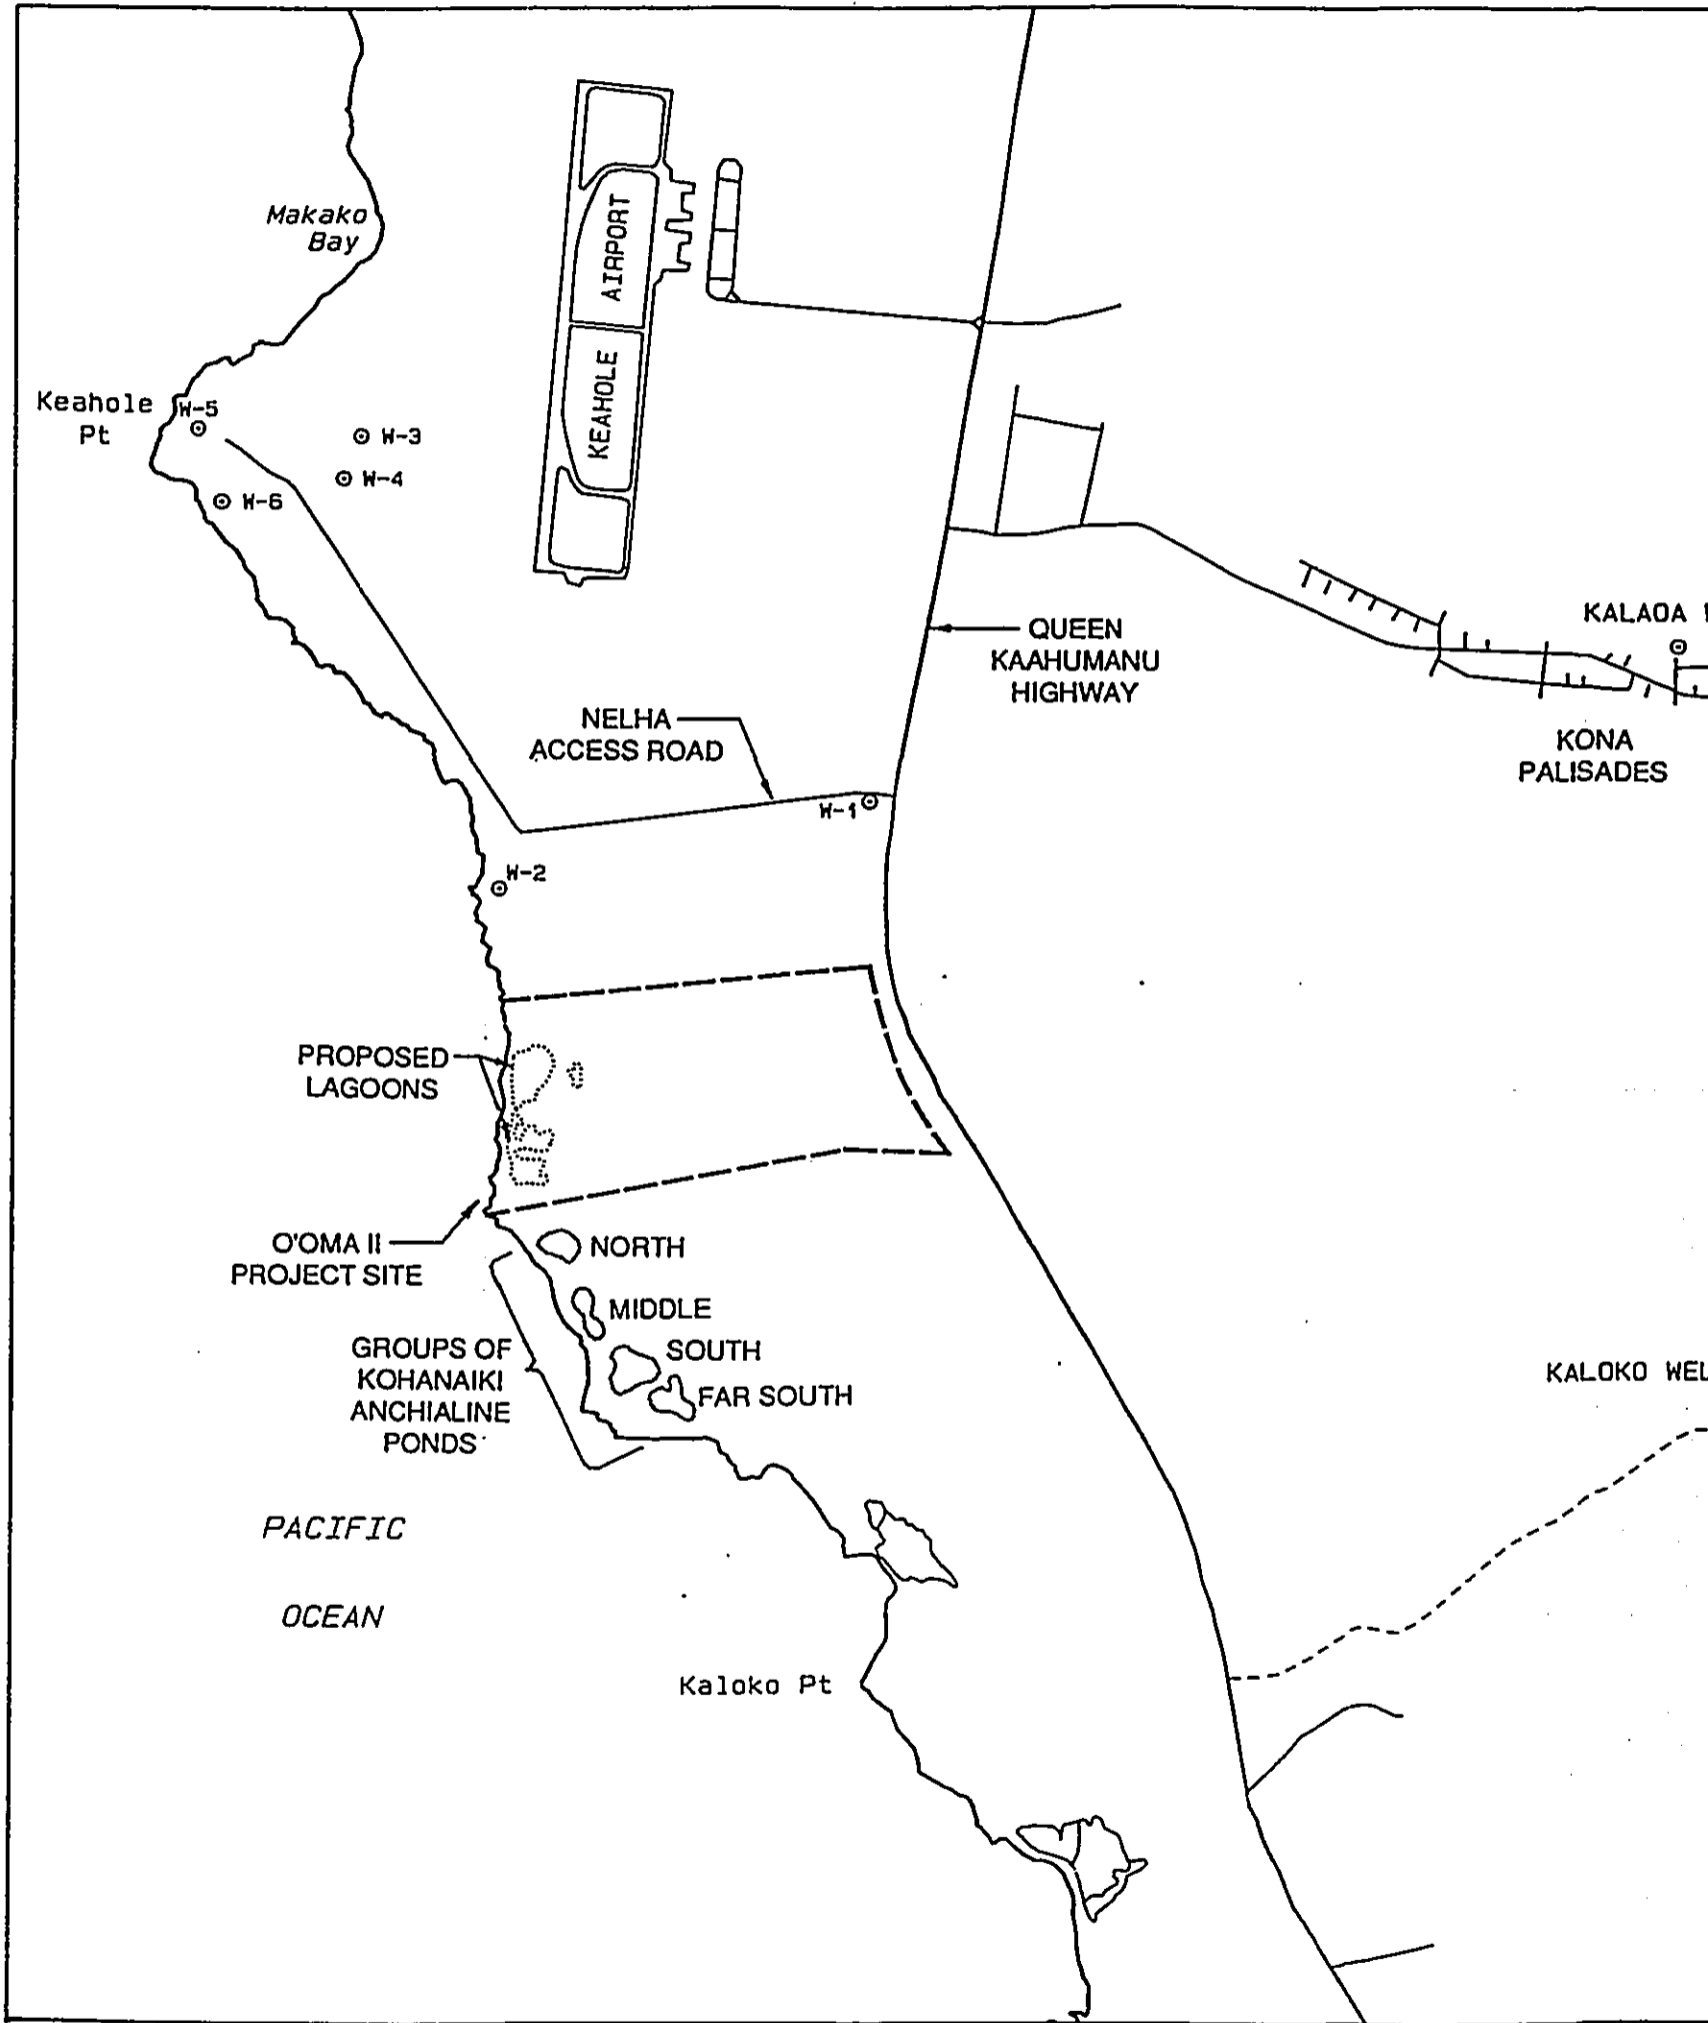 Makako
Bay
KEAHOLE AIRPORT
Keahole
Pt
W-5
W-3
W-4
W-6
QUEEN
KAAHUMANU
HIGHWAY
KALAOA
NELHA
ACCESS ROAD
KONA
PALISADES
W-1
W-2
PROPOSED
LAGOONS
O'OMA II
PROJECT SITE
NORTH
MIDDLE
SOUTH
FAR SOUTH
GROUPS OF
KOHANAIKI
ANCHIALINE
PONDS
KALOKO WEL
PACIFIC
OCEAN
Kaloko Pt